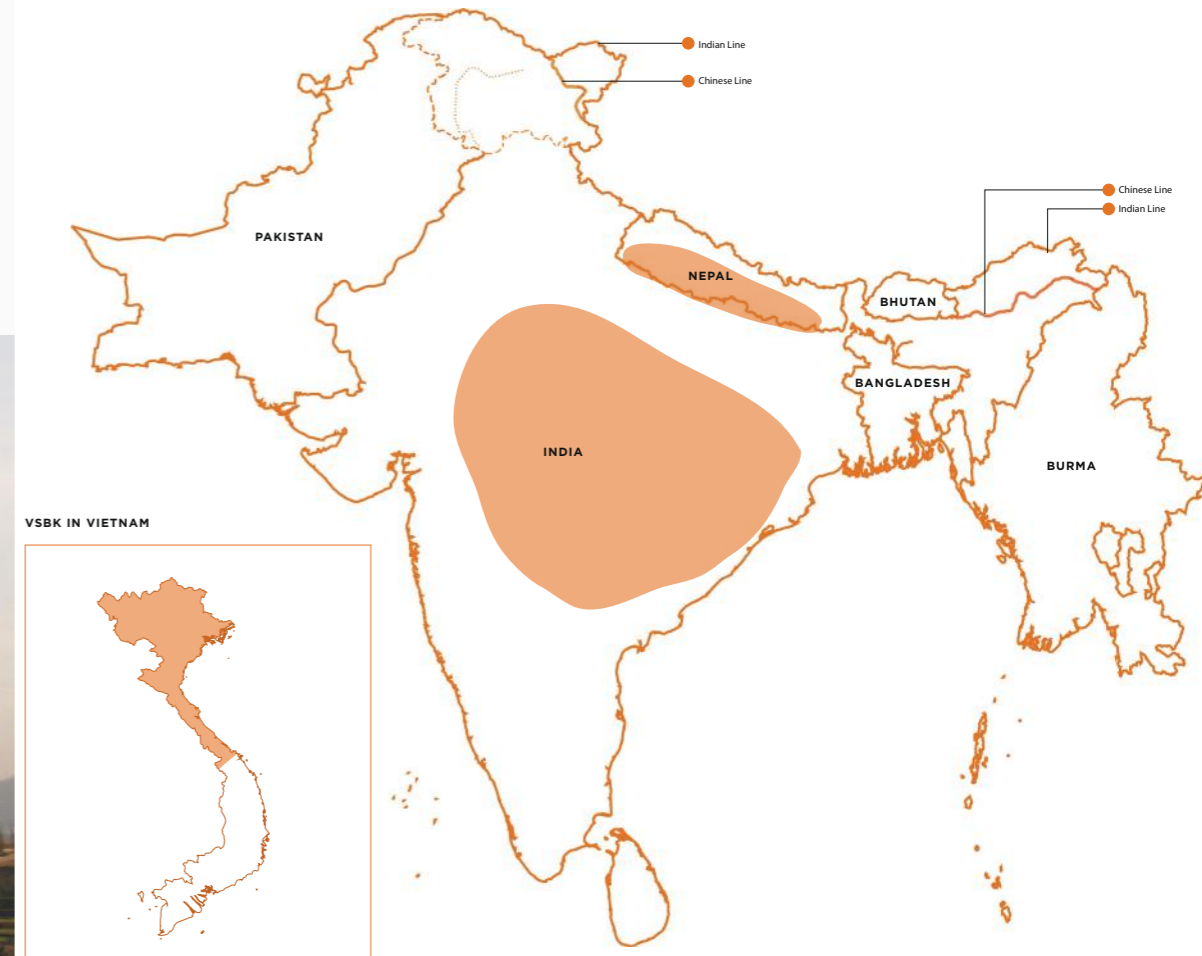 Indian Line
Chinese Line
Chinese Line
Indian Line
PAKISTAN
NEPAL
BHUTAN
BANGLADESH
INDIA
BURMA
VSBK IN VIETNAM